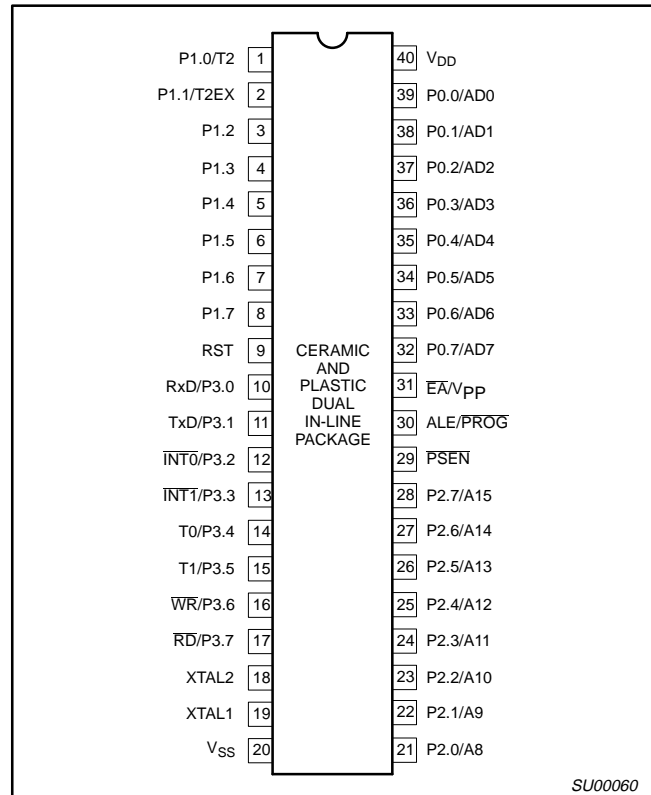 P1.0/T2 1 40 VDD
P1.1/T2EX 2 39 P0.0/AD0
P1.2 3 38 P0.1/AD1
P1.3 4 37 P0.2/AD2
P1.4 5 36 P0.3/AD3
P1.5 6 35 P0.4/AD4
P1.6 7 34 P0.5/AD5
P1.7 8 33 P0.6/AD6
RST 9 32 P0.7/AD7
RxD/P3.0 10 31 E̅A̅/VPP
TxD/P3.1 11 30 ALE/P̅R̅O̅G̅
I̅N̅T̅0̅/P3.2 12 29 P̅S̅E̅N̅
I̅N̅T̅1̅/P3.3 13 28 P2.7/A15
T0/P3.4 14 27 P2.6/A14
T1/P3.5 15 26 P2.5/A13
W̅R̅/P3.6 16 25 P2.4/A12
R̅D̅/P3.7 17 24 P2.3/A11
XTAL2 18 23 P2.2/A10
XTAL1 19 22 P2.1/A9
VSS 20 21 P2.0/A8
CERAMIC
AND
PLASTIC
DUAL
IN-LINE
PACKAGE
SU00060